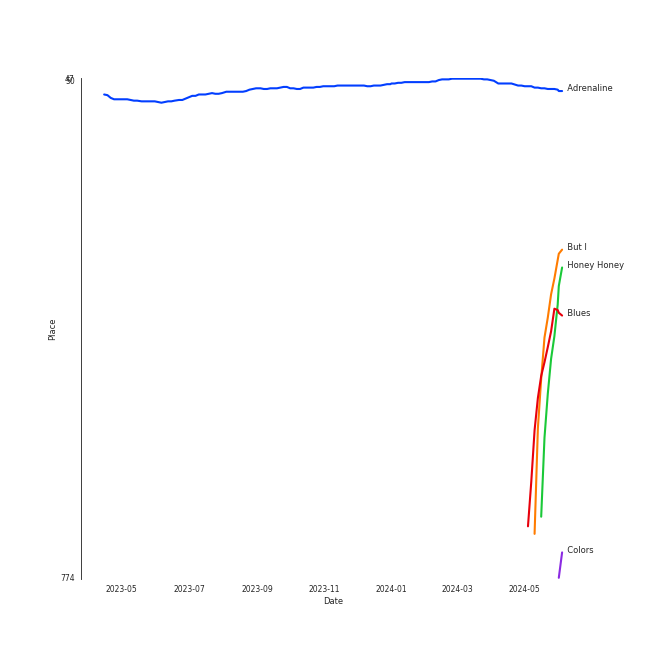 47
50
Adrenaline
But I
Honey Honey
Blues
Colors
774
Place
2023-05
2023-07
2023-09
2023-11
2024-01
2024-03
2024-05
Date